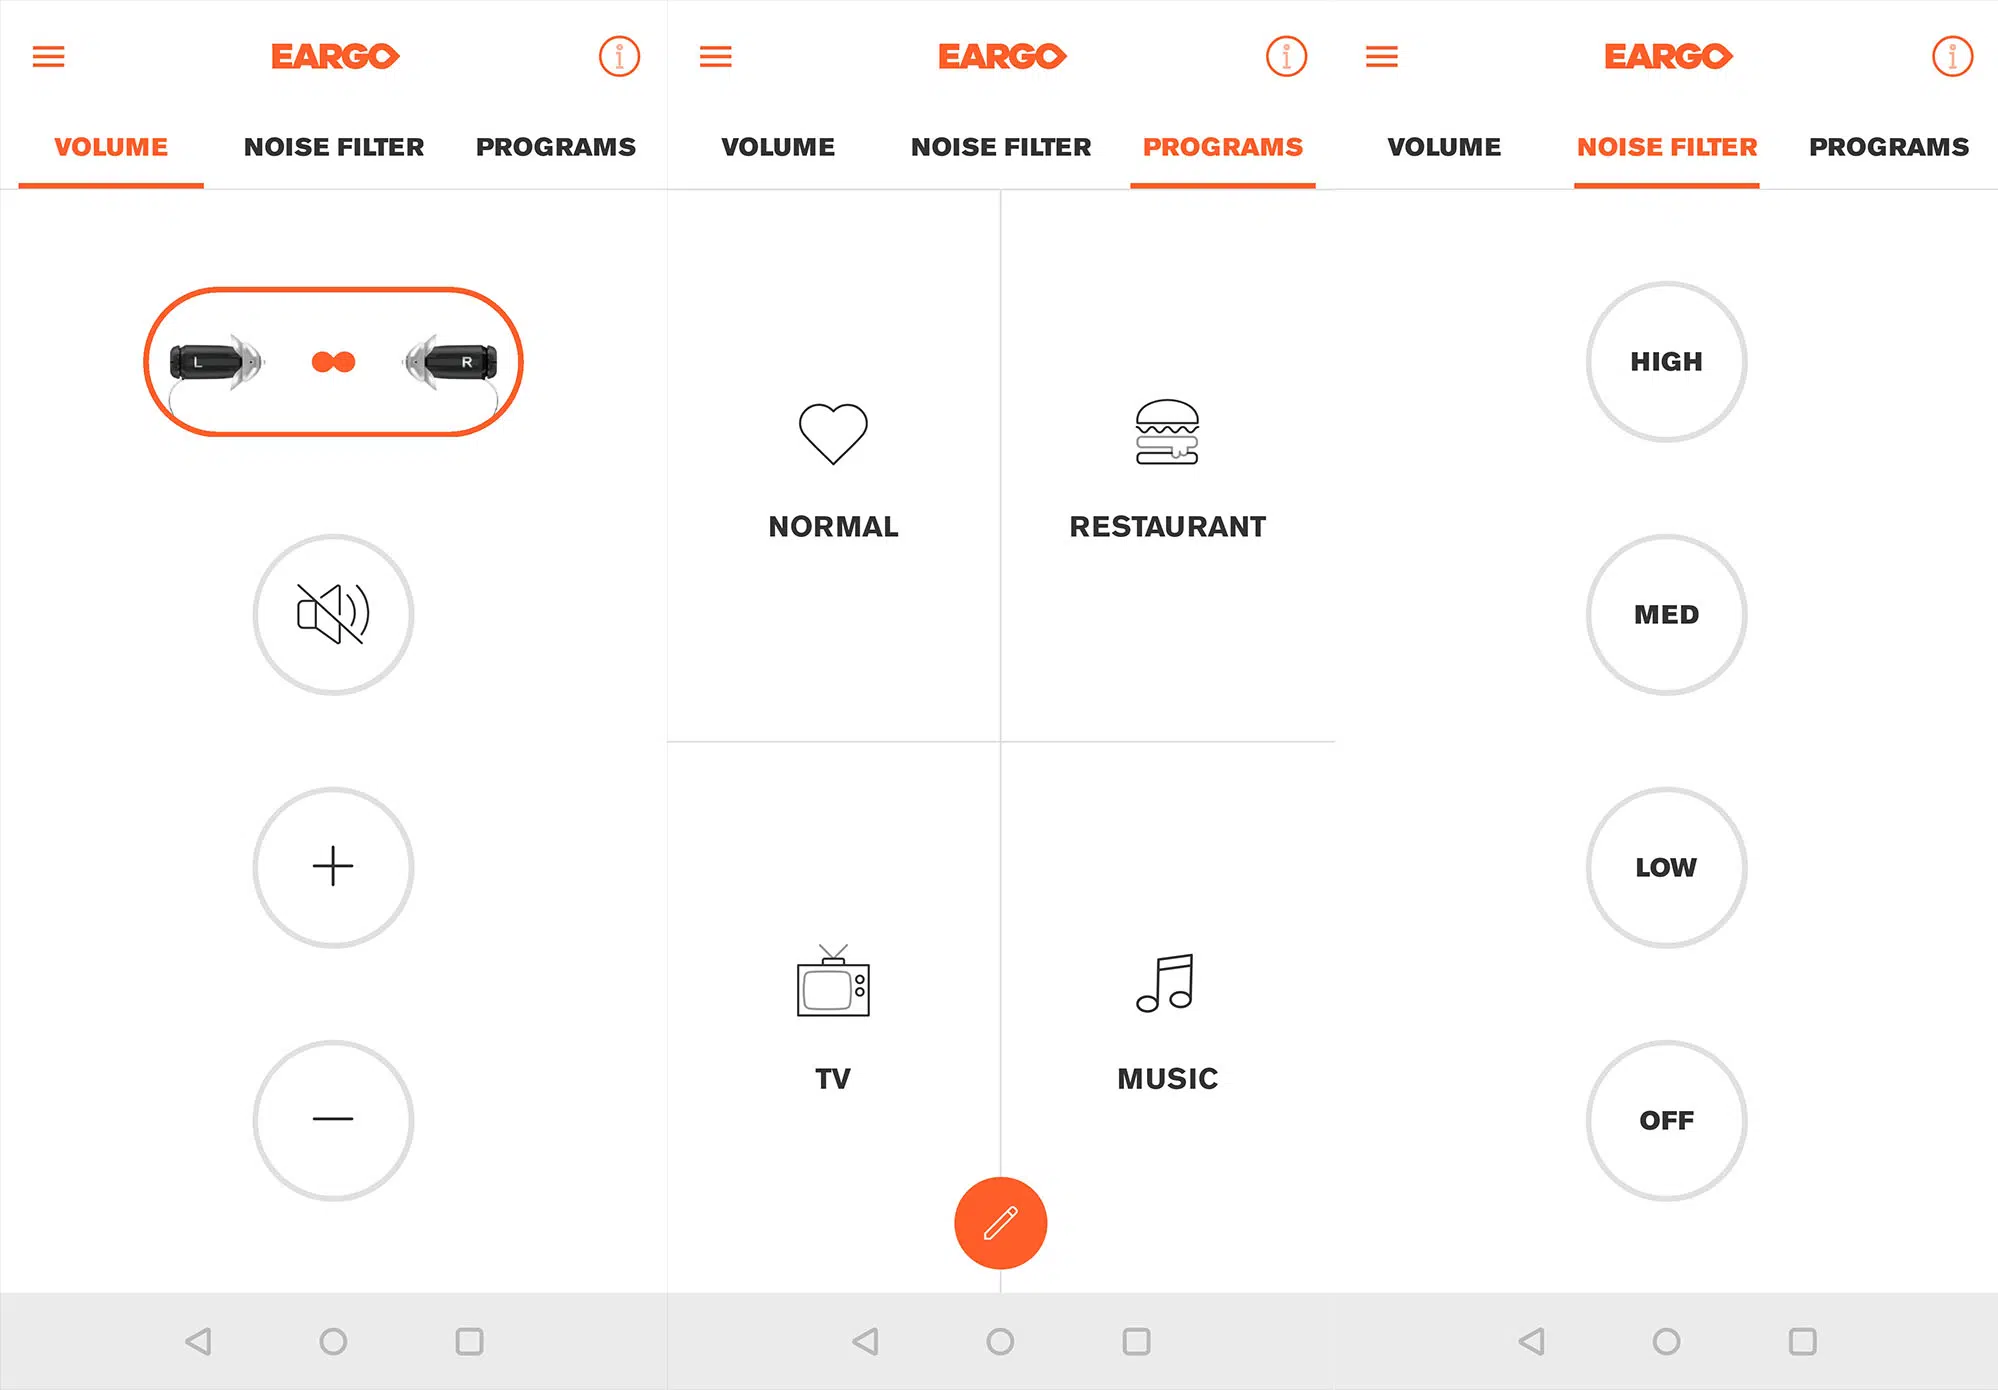 EARGO
VOLUME NOISE FILTER PROGRAMS
L R
EARGO
VOLUME NOISE FILTER PROGRAMS
NORMAL RESTAURANT
TV MUSIC
EARGO
VOLUME NOISE FILTER PROGRAMS
HIGH
MED
LOW
OFF